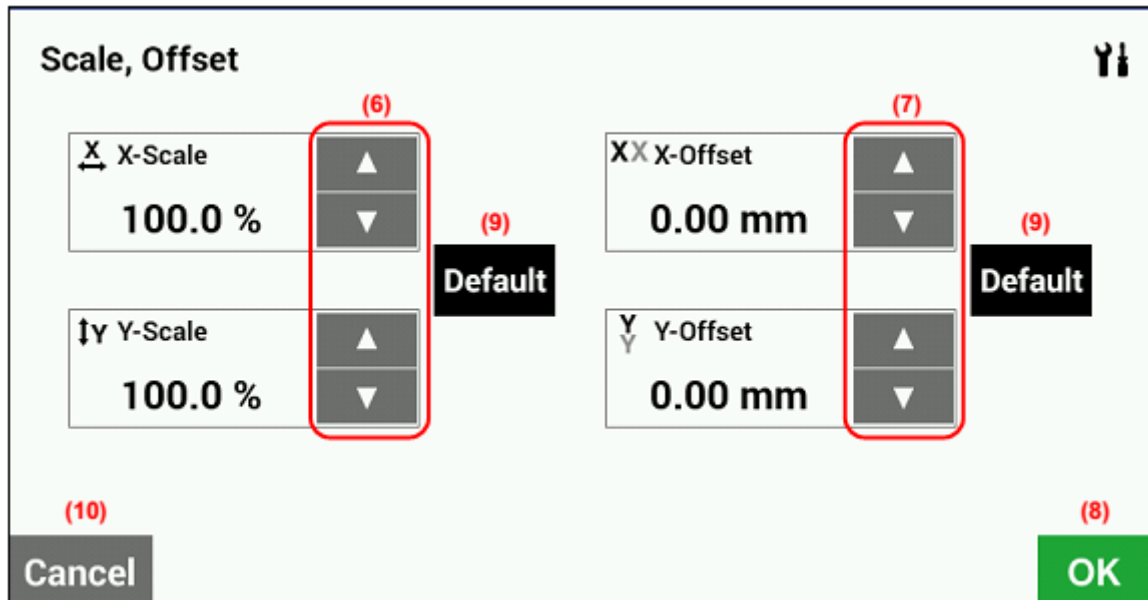 Scale, Offset
(6)
(7)
X X-Scale
XX X-Offset
100.0 %
0.00 mm
(9)
(9)
Default
Default
Y Y-Scale
Y Y Y-Offset
100.0 %
0.00 mm
(10)
(8)
Cancel
OK